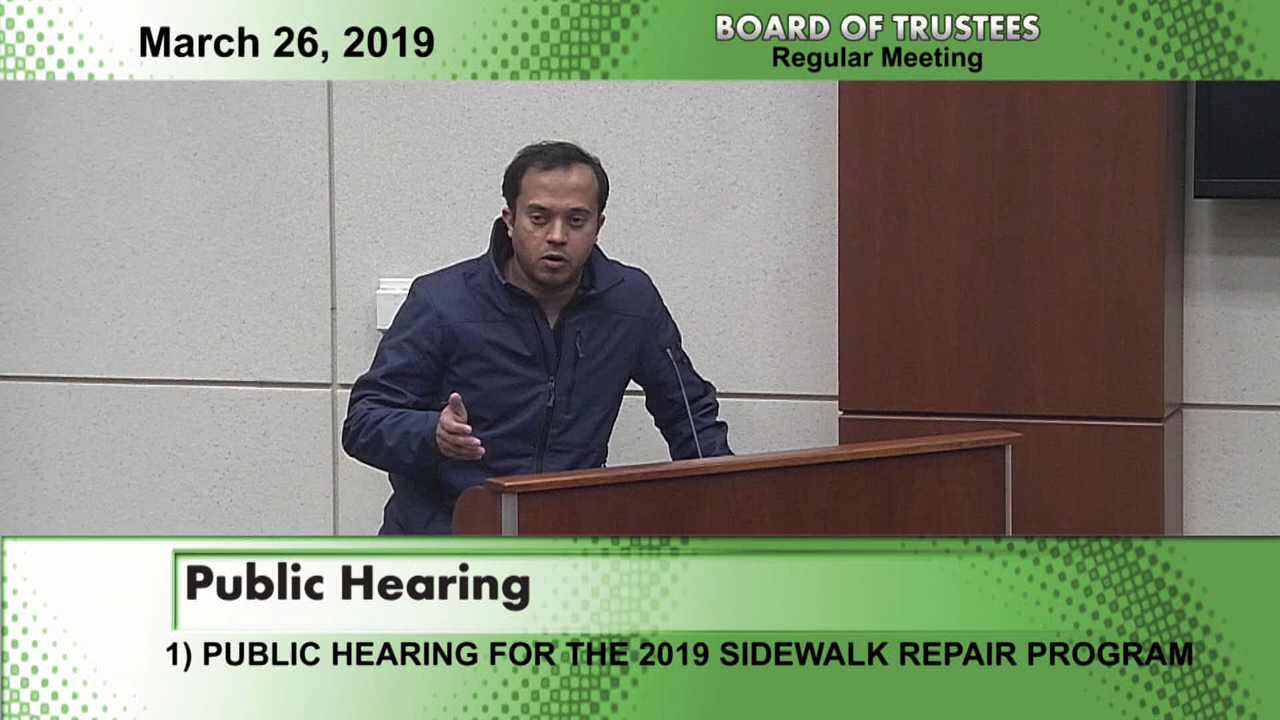 March 26, 2019
BOARD OF TRUSTEES
Regular Meeting
Public Hearing
1) PUBLIC HEARING FOR THE 2019 SIDEWALK REPAIR PROGRAM